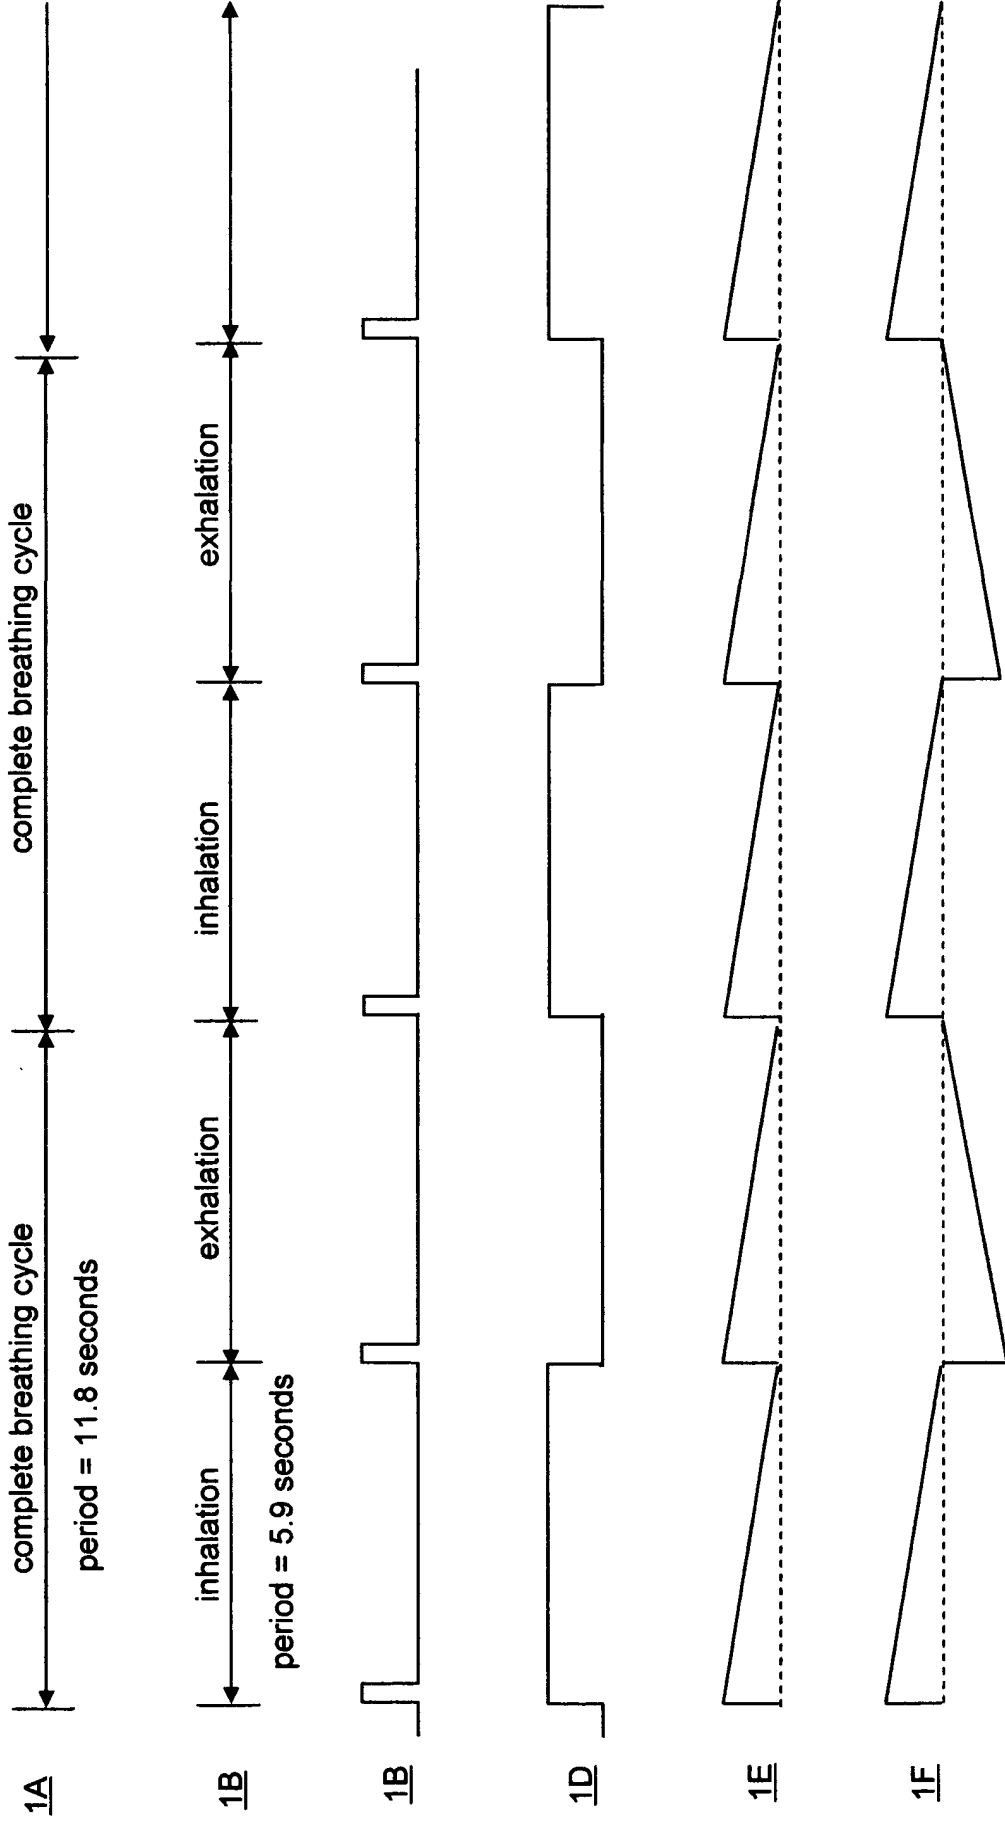 1A
complete breathing cycle
complete breathing cycle
period = 11.8 seconds
1B
inhalation
exhalation
inhalation
exhalation
period = 5.9 seconds
1B
1D
1E
1F